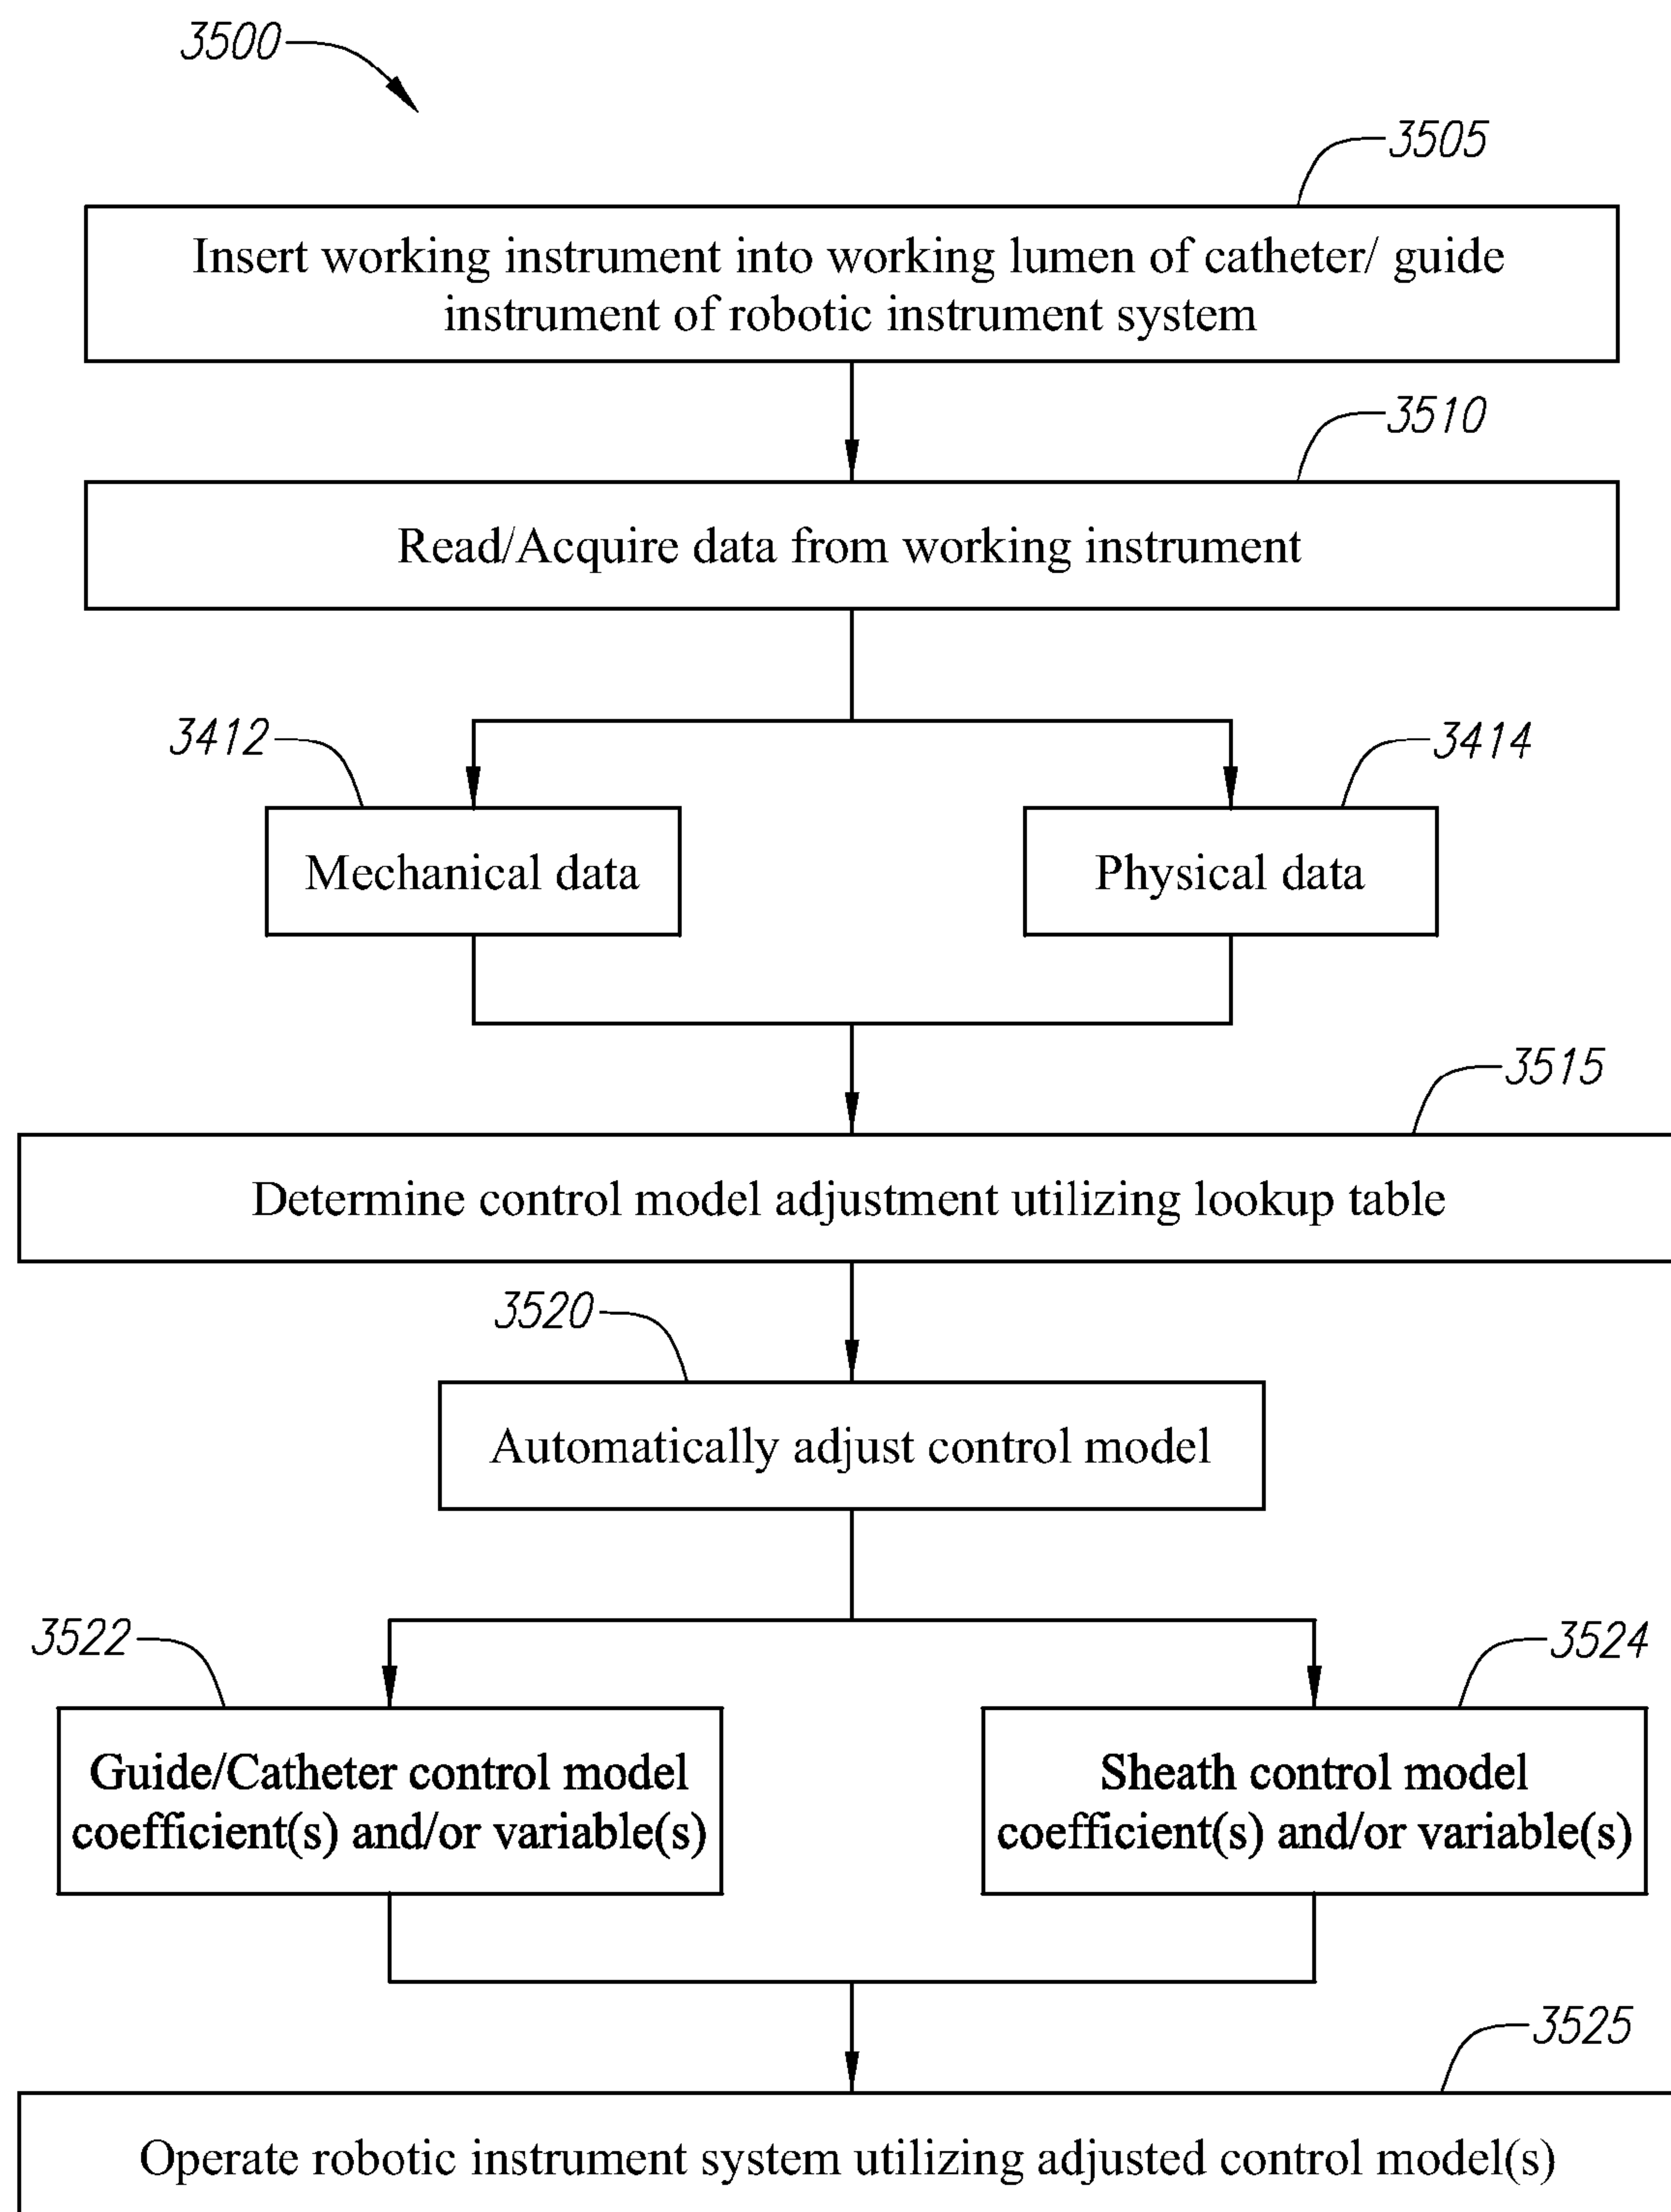 3500
3505
Insert working instrument into working lumen of catheter/ guide
instrument of robotic instrument system
3510
Read/Acquire data from working instrument
3412
3414
Mechanical data
Physical data
3515
Determine control model adjustment utilizing lookup table
3520
Automatically adjust control model
3522
3524
Guide/Catheter control model
coefficient(s) and/or variable(s)
Sheath control model
coefficient(s) and/or variable(s)
3525
Operate robotic instrument system utilizing adjusted control model(s)